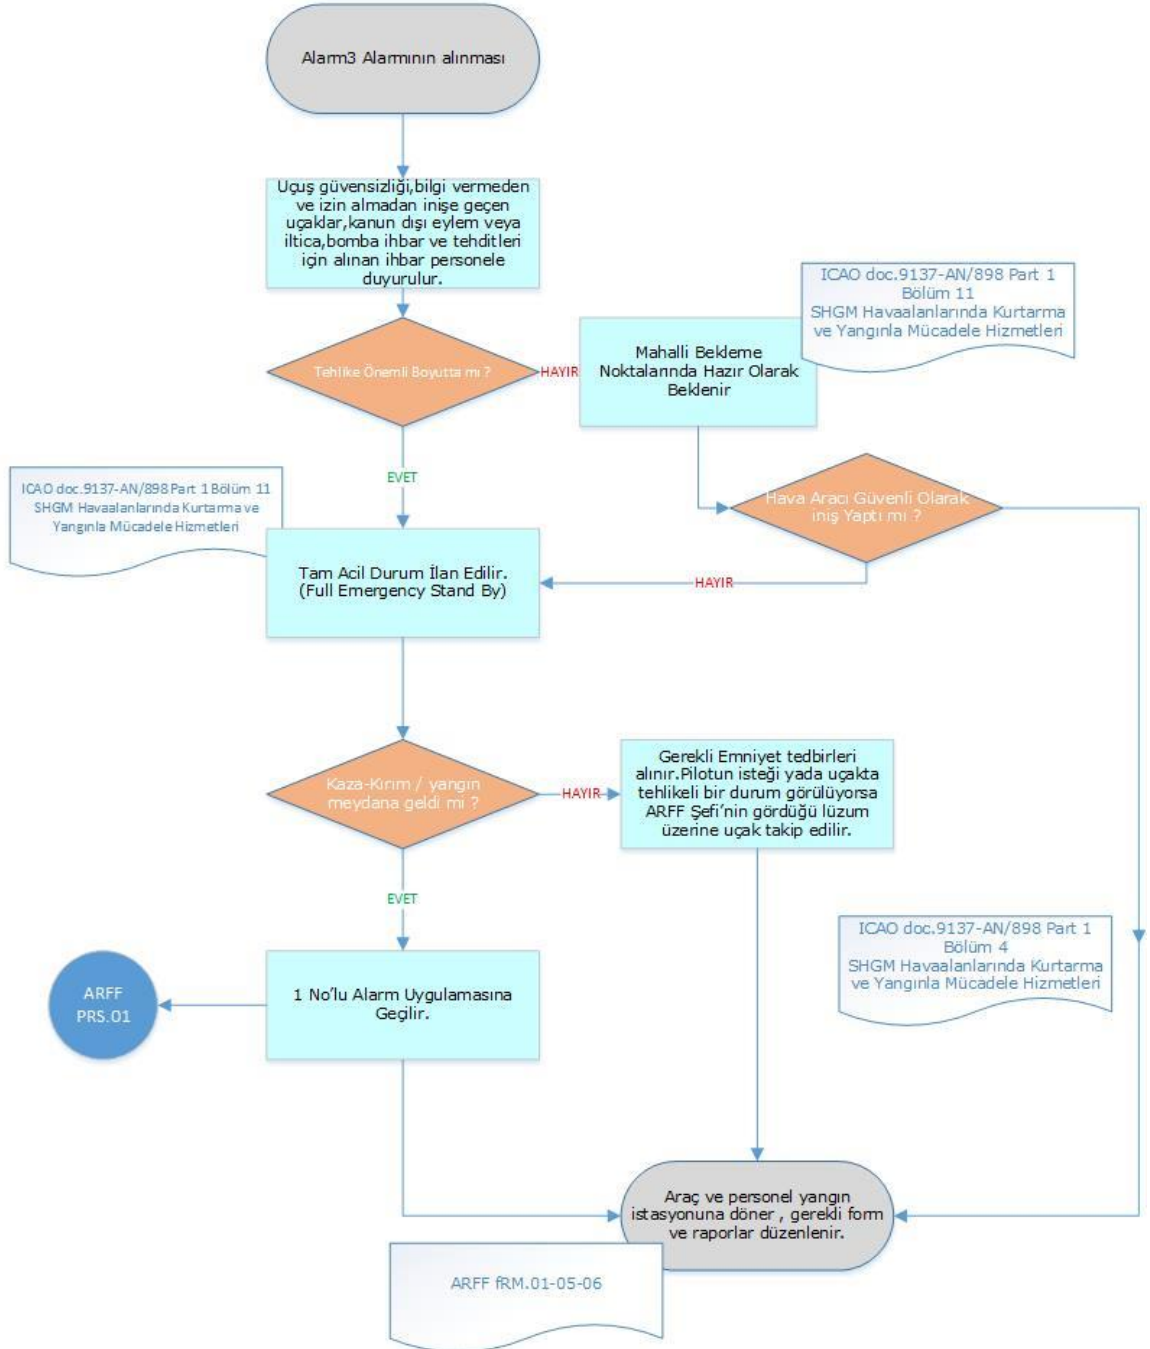 Alarm3 Alarmının alınması
Uçuş güvensizliği,bilgi vermeden
ve izin almadan inişe geçen
uçaklar,kanun dışı eylem veya
iltica,bomba ihbar ve tehditleri
için alınan ihbar personele
duyurulur.
ICAO doc.9137-AN/898 Part 1
Bölüm 11
SHGM Havaalanlarında Kurtarma
ve Yangınla Mücadele Hizmetleri
Tehlike Önemli Boyutta mı ?
HAYIR
Mahalli Bekleme
Noktalarında Hazır Olarak
Beklenir
EVET
ICAO doc.9137-AN/898 Part 1 Bölüm 11
SHGM Havaalanlarında Kurtarma ve
Yangınla Mücadele Hizmetleri
Hava Aracı Güvenli Olarak
iniş Yaptı mı ?
Tam Acil Durum İlan Edilir.
(Full Emergency Stand By)
HAYIR
Kaza-Kırım / yangın
meydana geldi mi ?
HAYIR
Gerekli Emniyet tedbirleri
alınır.Pilotun isteği yada uçakta
tehlikeli bir durum görülüyorsa
ARFF Şefi’nin gördüğü lüzum
üzerine uçak takip edilir.
EVET
ICAO doc.9137-AN/898 Part 1
Bölüm 4
SHGM Havaalanlarında Kurtarma
ve Yangınla Mücadele Hizmetleri
ARFF
PRS.01
1 No’lu Alarm Uygulamasına
Geçilir.
Araç ve personel yangın
istasyonuna döner , gerekli form
ve raporlar düzenlenir.
ARFF fRM.01-05-06